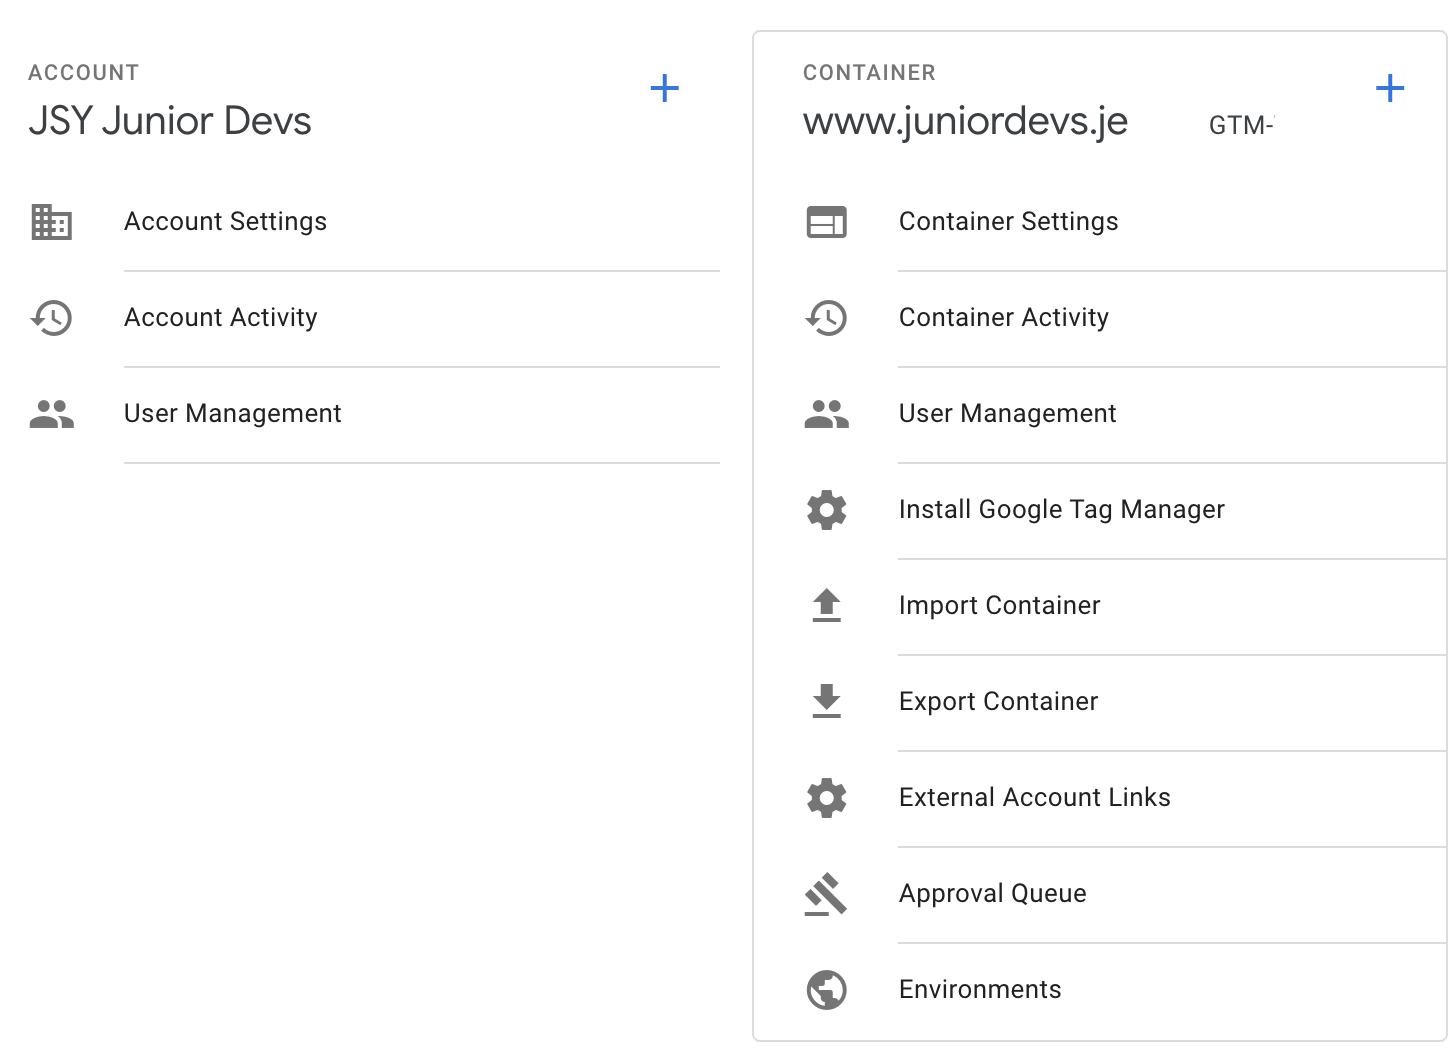 ACCOUNT
JSY Junior Devs
Account Settings
Account Activity
User Management
CONTAINER
www.juniordevs.je GTM-
Container Settings
Container Activity
User Management
Install Google Tag Manager
Import Container
Export Container
External Account Links
Approval Queue
Environments